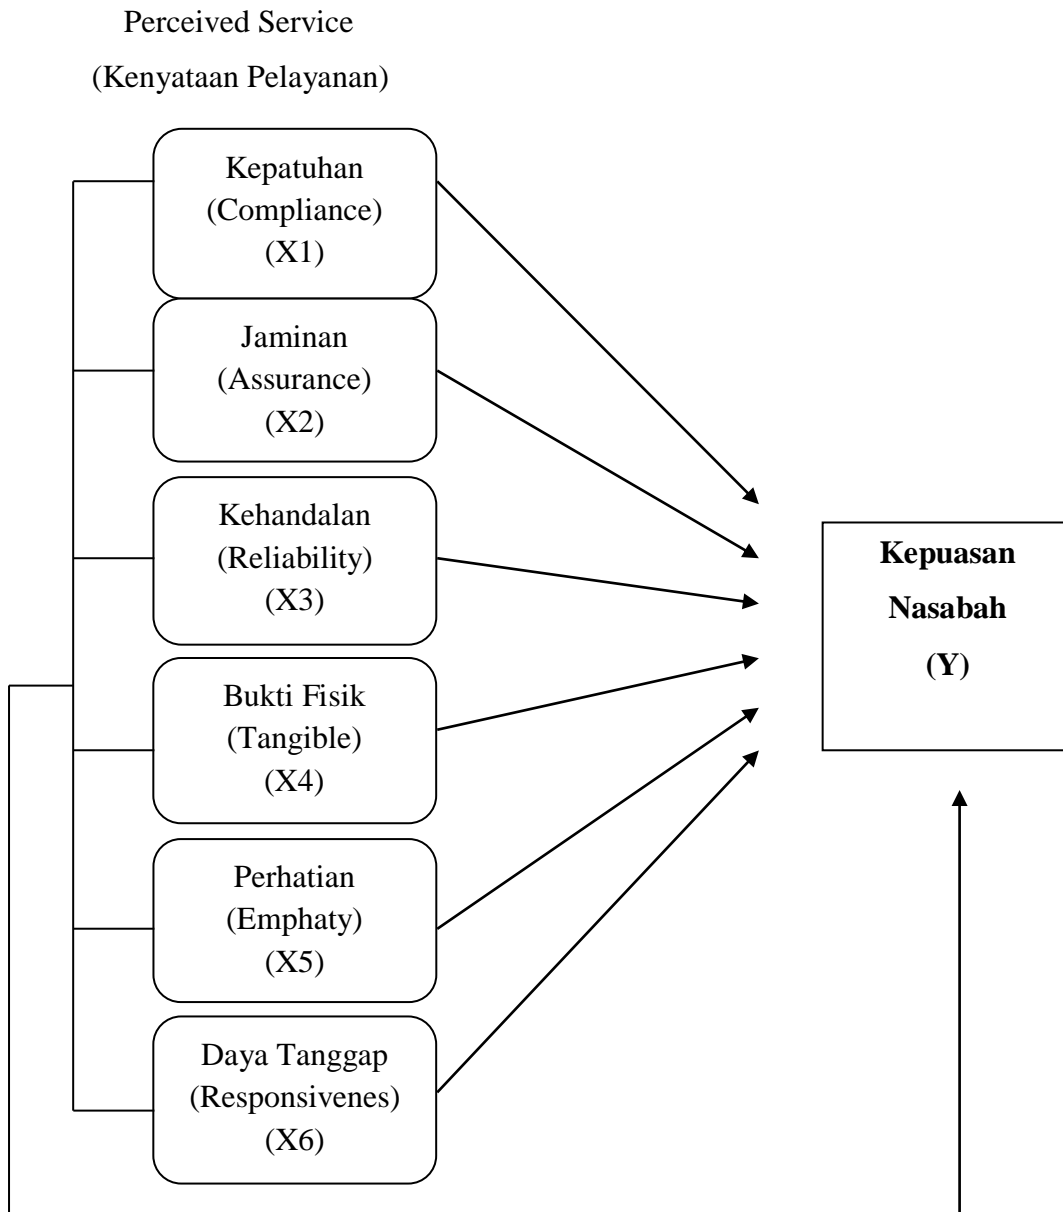 Perceived Service
(Kenyataan Pelayanan)
Kepatuhan
(Compliance)
(X1)
Jaminan
(Assurance)
(X2)
Kehandalan
(Reliability)
(X3)
Bukti Fisik
(Tangible)
(X4)
Perhatian
(Emphaty)
(X5)
Daya Tanggap
(Responsivenes)
(X6)
Kepuasan
Nasabah
(Y)